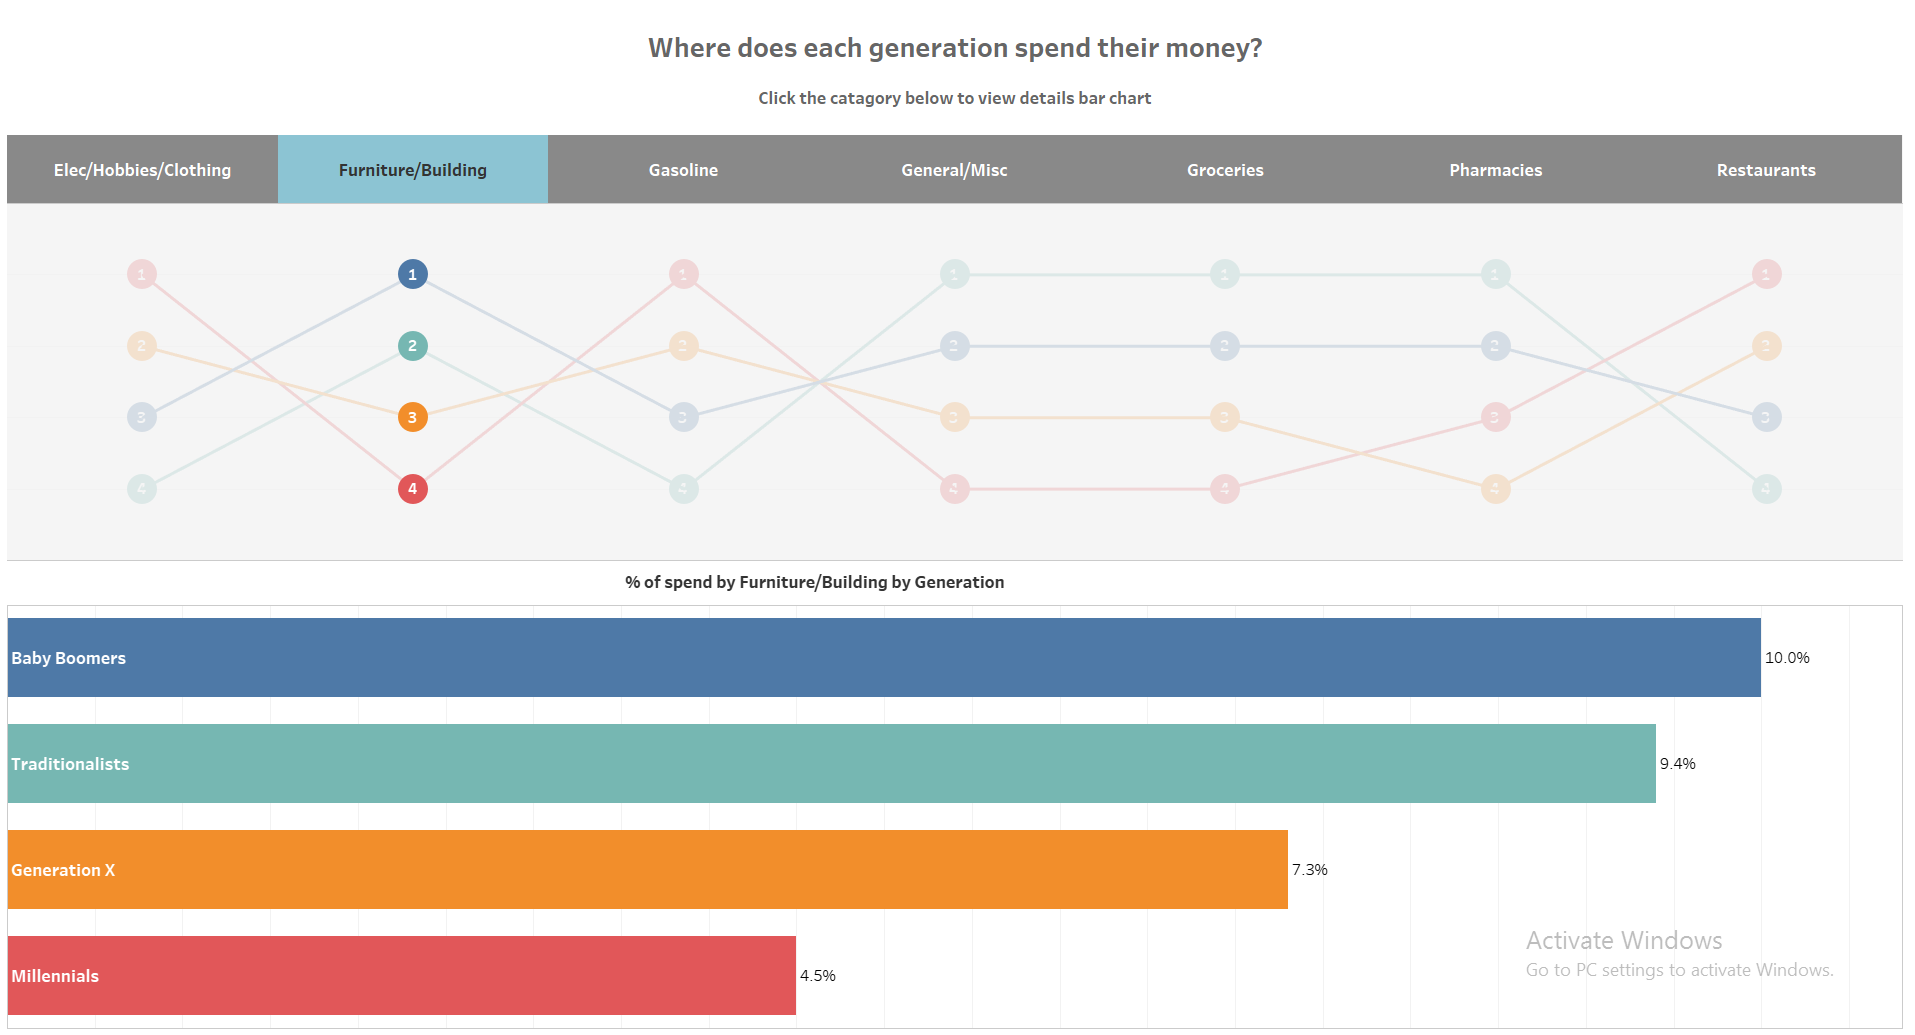 Where does each generation spend their money?
Click the catagory below to view details bar chart
Elec/Hobbies/Clothing Furniture/Building Gasoline General/Misc Groceries Pharmacies Restaurants
1 1 1 1 1 1 1
2 2 2 2 2 2 2
3 3 3 3 3 3 3
4 4 4 4 4 4 4
% of spend by Furniture/Building by Generation
Baby Boomers 10.0%
Traditionalists 9.4%
Generation X 7.3%
Millennials 4.5%
Activate Windows
Go to PC settings to activate Windows.